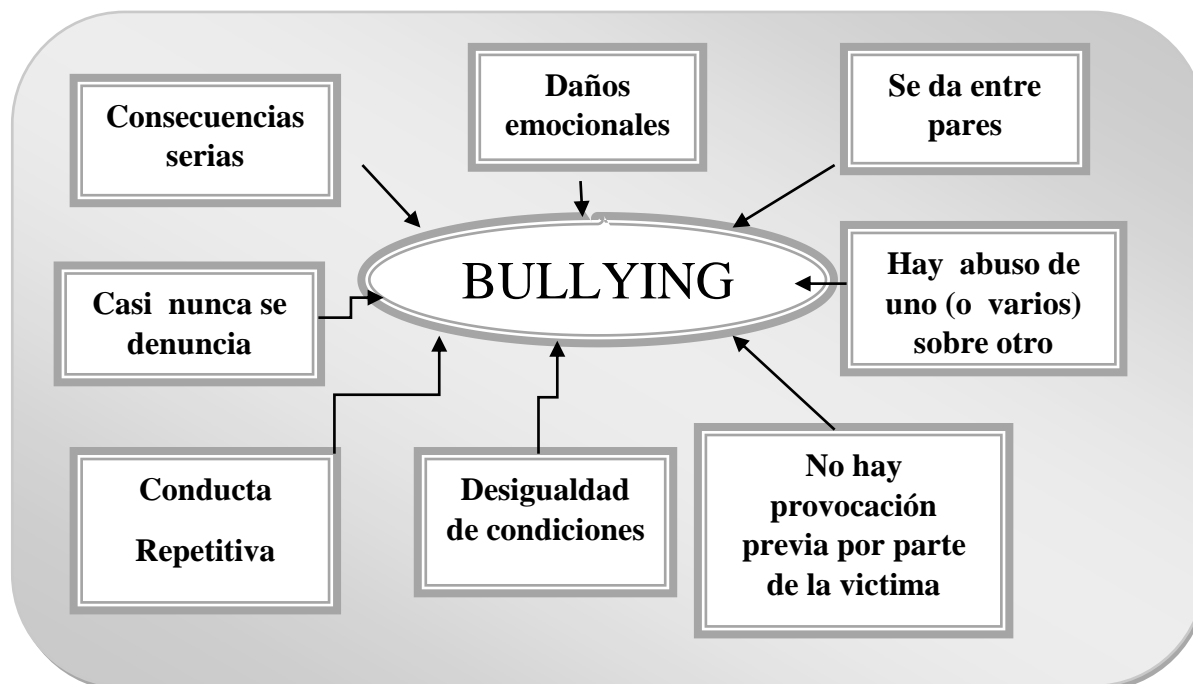 Consecuencias
serias
Daños
emocionales
Se da entre
pares
BULLYING
Casi nunca se
denuncia
Hay abuso de
uno (o varios)
sobre otro
Conducta
Repetitiva
Desigualdad
de condiciones
No hay
provocación
previa por parte
de la victima